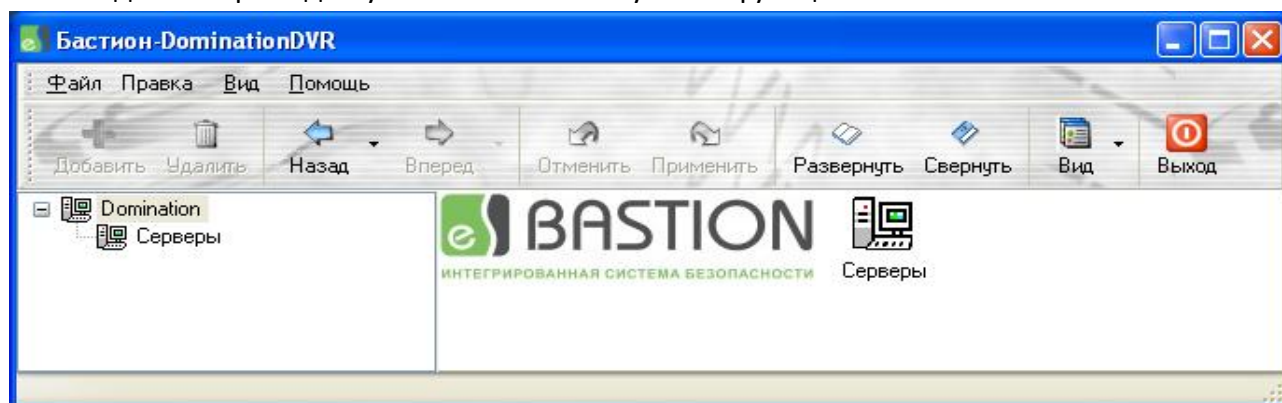 Бастион-DominationDVR
Файл Правка Вид Помощь
Добавить Удалить Назад Вперед Отменить Применить Развернуть Свернуть Вид Выход
Domination
Серверы
eS BASTION
ИНТЕГРИРОВАННАЯ СИСТЕМА БЕЗОПАСНОСТИ
Серверы